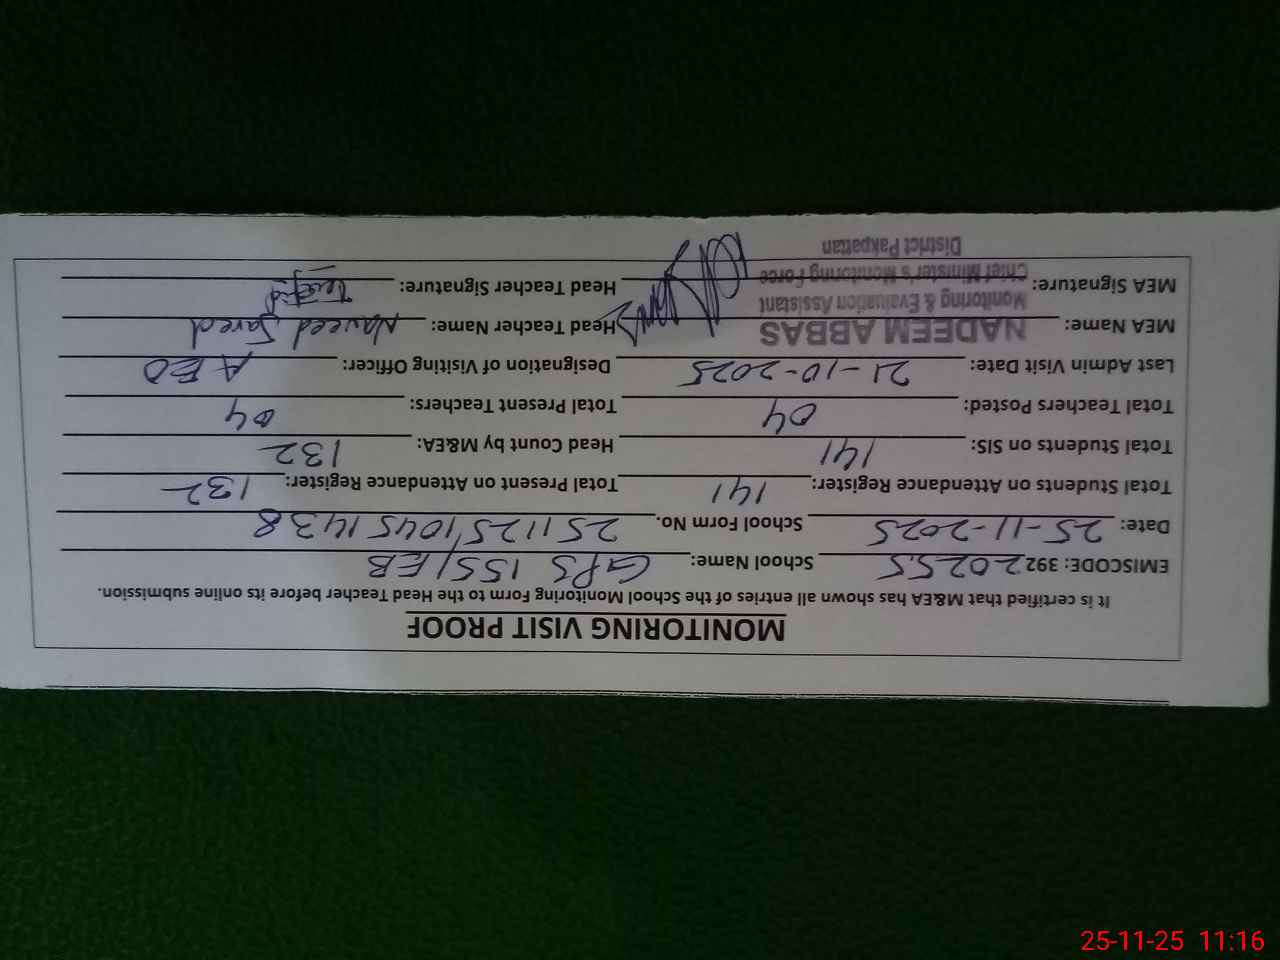 MONITORING VISIT PROOF
It is certified that M&EA has shown all entries of the School Monitoring Form to the Head Teacher before its online submission.
EMISCODE: 39220255 School Name: GPS 155/EB
Date: 25-11-2025 School Form No. 2511251045 1438
Total Students on Attendance Register: 141 Total Present on Attendance Register: 132
Total Students on SIS: 141 Head Count by M&EA: 132
Total Teachers Posted: 04 Total Present Teachers: 04
Last Admin Visit Date: 21-10-2025 Designation of Visiting Officer: AEO
MEA Name: NADEEM ABBAS Head Teacher Name: Naveed Javed
Monitoring & Evaluation Assistant
MEA Signature: Head Teacher Signature:
Chief Minister's Monitoring Force
District Pakpattan
25-11-25 11:16